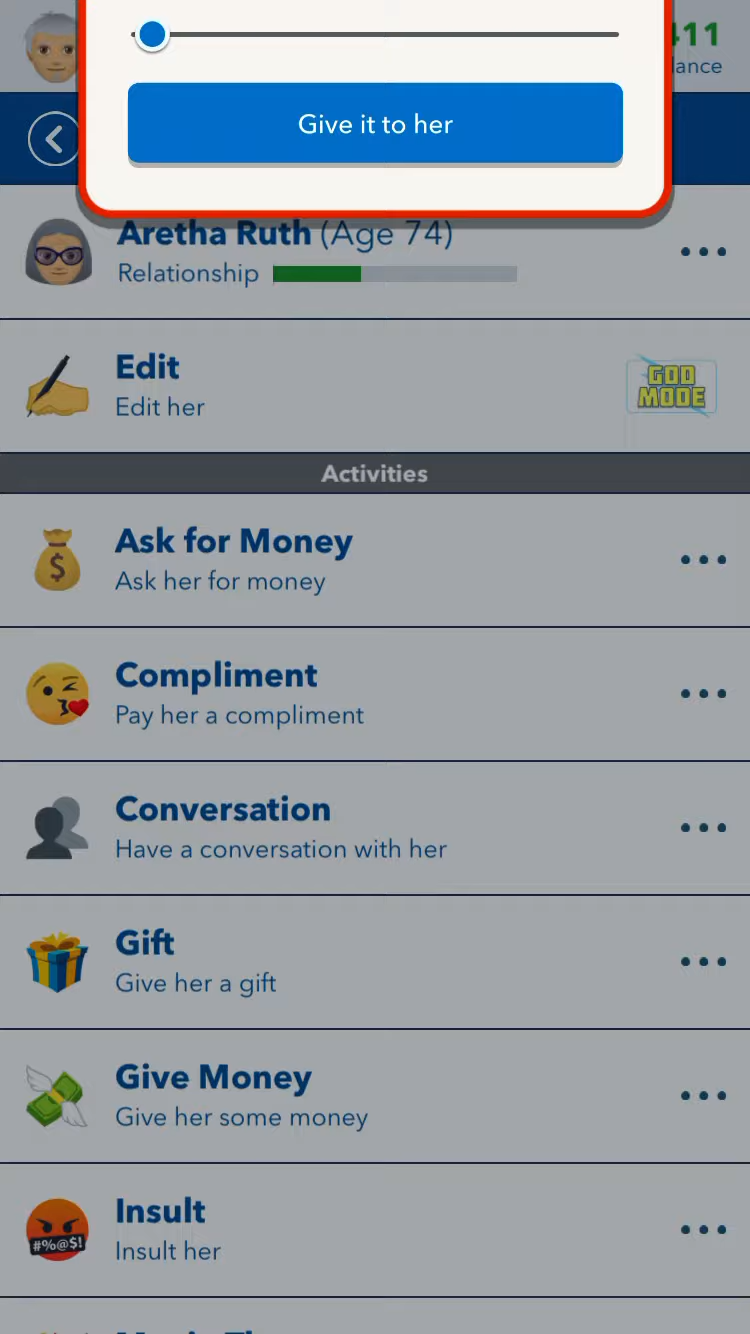 411
Give it to her
Aretha Ruth (Age 74)
Relationship
Edit
Edit her
GOD
MODE
Activities
Ask for Money
Ask her for money
Compliment
Pay her a compliment
Conversation
Have a conversation with her
Gift
Give her a gift
Give Money
Give her some money
#%@$!
Insult
Insult her